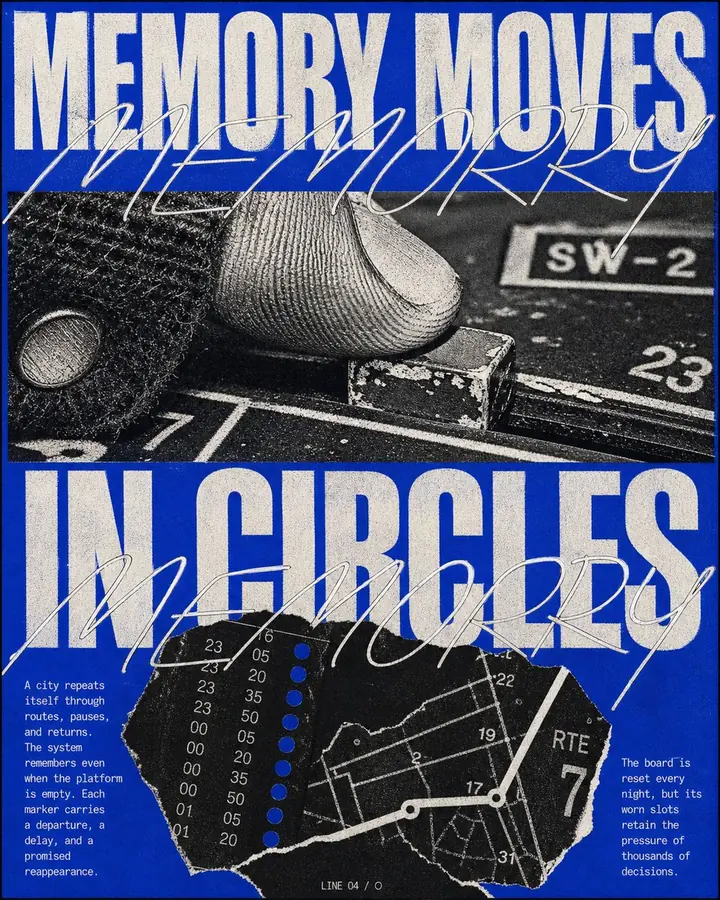 MEMORY MOVES
MEMORRY
SW-2
23
7
IN CIRCLES
MEMORRY
16
23 05
23 20
23 35
23 50
00 05
00 20
00 35
00 50
01 05
01 20
22
19
2
17
31
RTE
7
A city repeats
itself through
routes, pauses,
and returns.
The system
remembers even
when the platform
is empty. Each
marker carries
a departure, a
delay, and a
promised
reappearance.
The board is
reset every
night, but its
worn slots
retain the
pressure of
thousands of
decisions.
LINE 04 / O